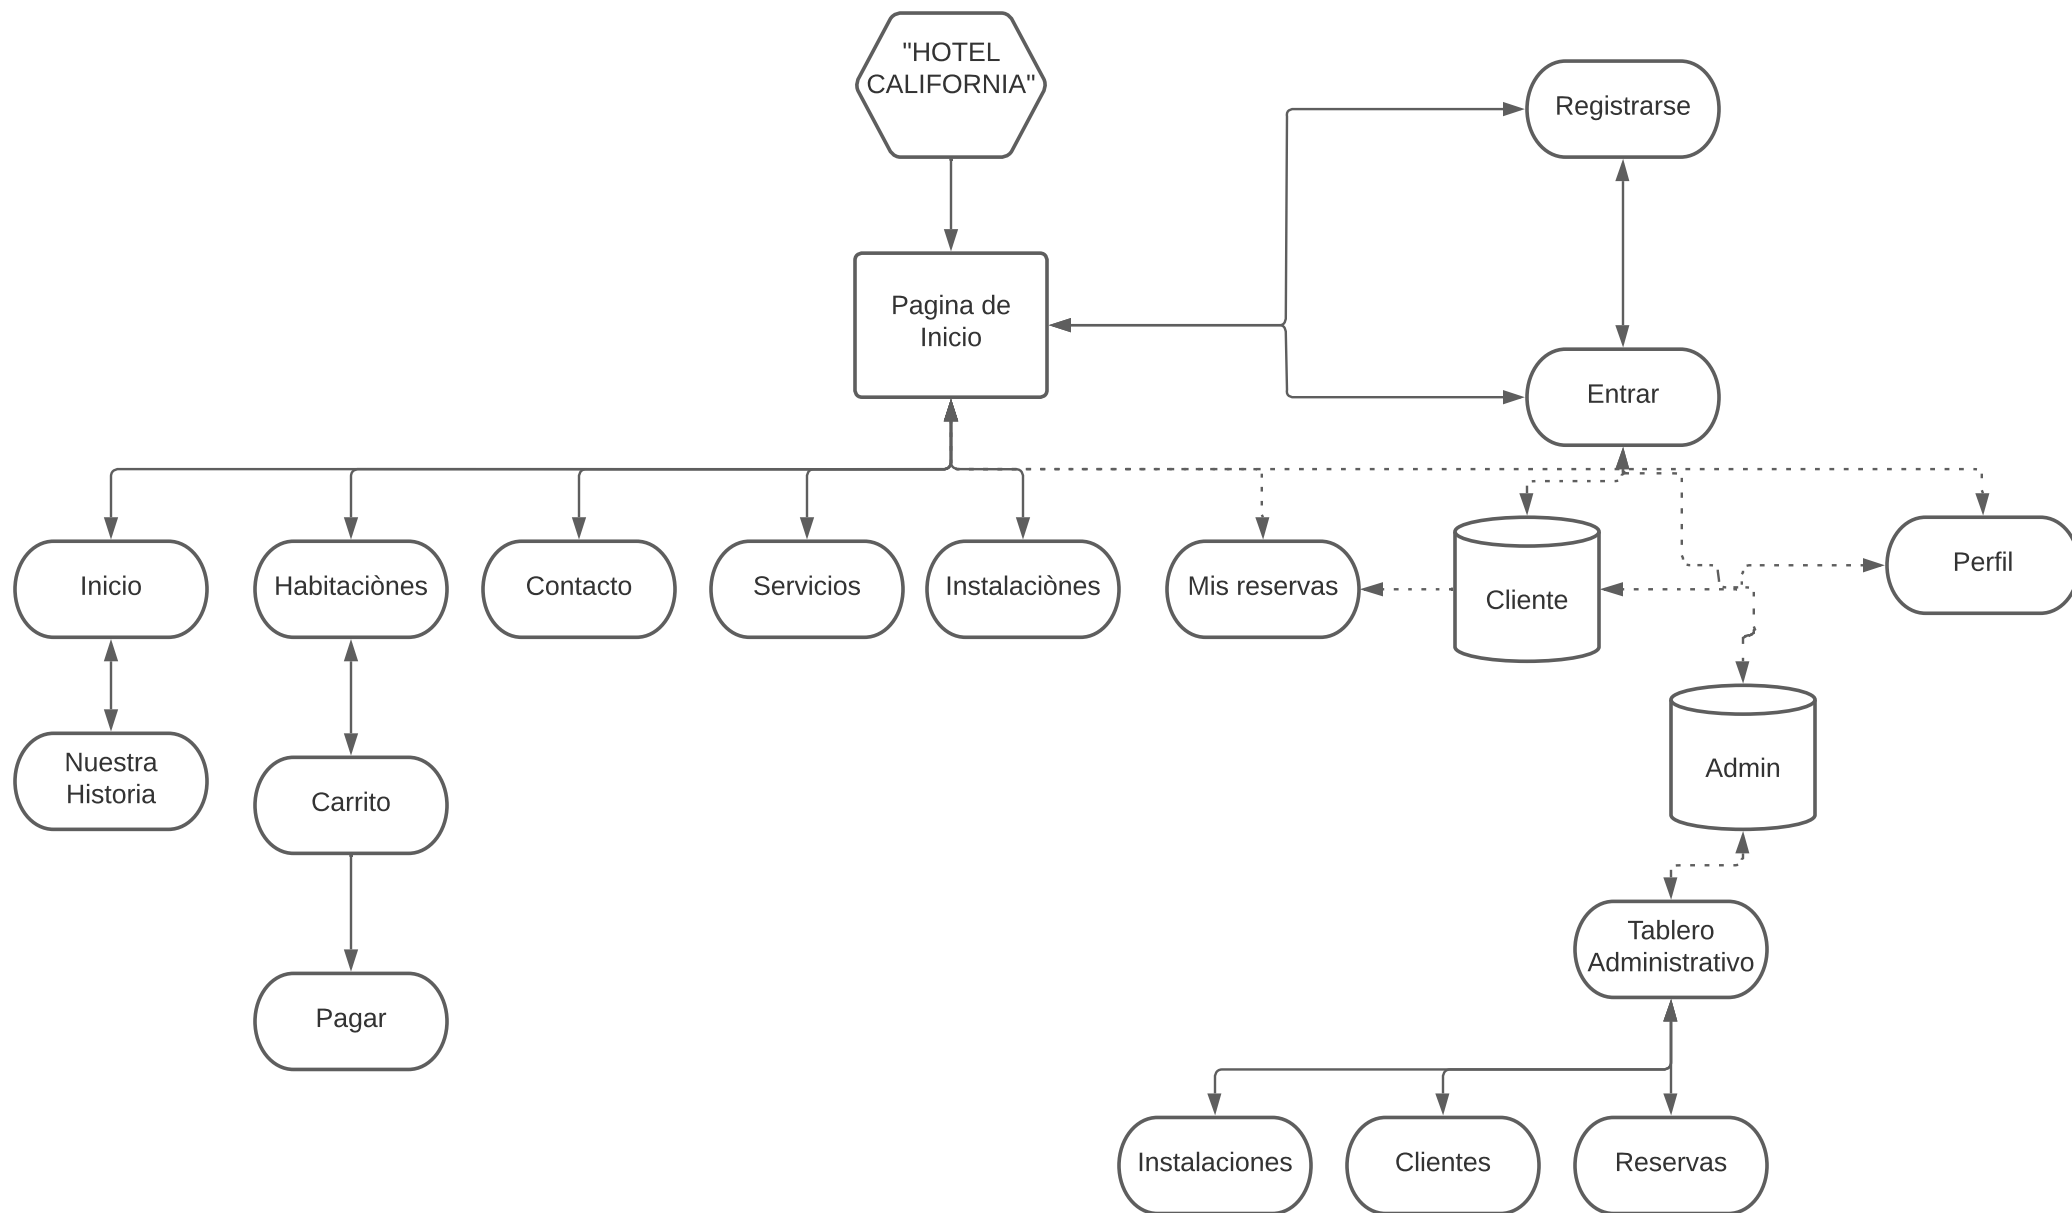 "HOTEL
CALIFORNIA"
Registrarse
Pagina de
Inicio
Entrar
Inicio
Habitaciònes
Contacto
Servicios
Instalaciònes
Mis reservas
Cliente
Perfil
Nuestra
Historia
Carrito
Admin
Tablero
Administrativo
Pagar
Instalaciones
Clientes
Reservas